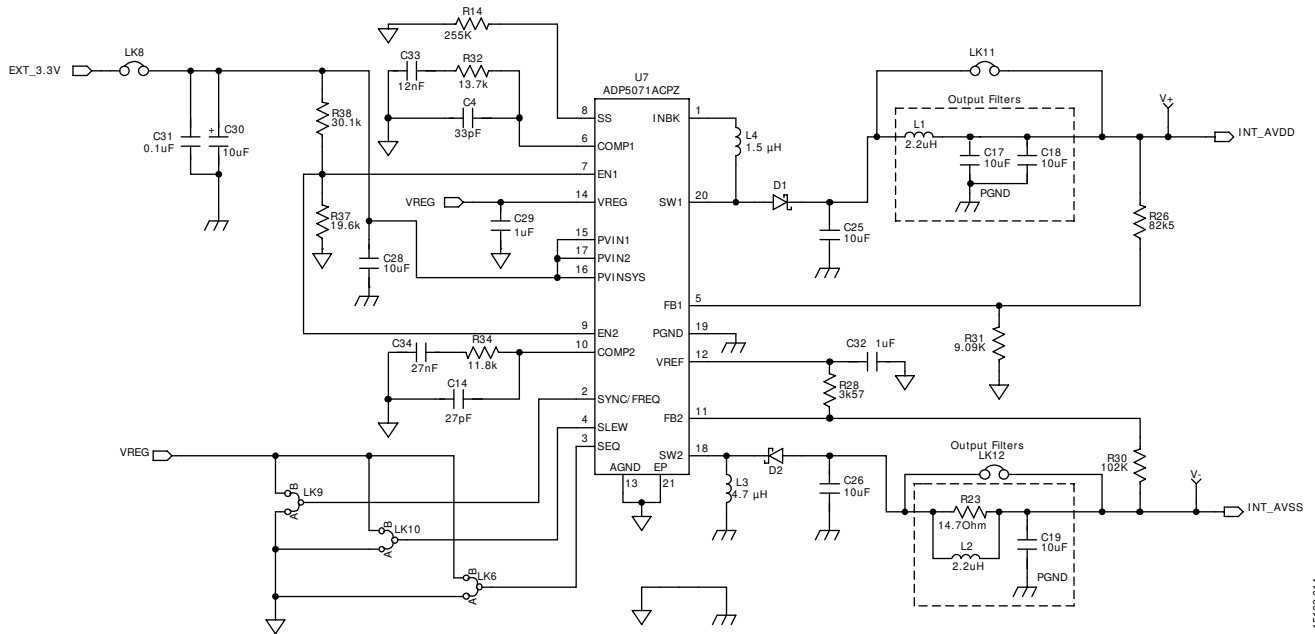 R14
255K
LK8
EXT_3.3V
C33
12nF
R32
13.7k
C4
33pF
U7
ADP5071ACPZ
LK11
Output Filters
V+
INT_AVDD
R38
30.1k
C31
0.1uF
+
C30
10uF
8
SS
6
COMP1
7
EN1
14
VREG
15
PVIN1
17
PVIN2
16
PVINSYS
9
EN2
10
COMP2
2
SYNC/FREQ
4
SLEW
3
SEQ
INBK
1
SW1
20
FB1
5
PGND
19
VREF
12
FB2
11
SW2
18
AGND
EP
13
21
L4
1.5 µH
D1
L1
2.2uH
C17
10uF
C18
10uF
PGND
C25
10uF
R26
82k5
R37
19.6k
VREG
C29
1uF
C28
10uF
R31
9.09K
C32
1uF
R28
3k57
C34
27nF
R34
11.8k
C14
27pF
VREG
B
A
LK9
B
A
LK10
B
A
LK6
D2
L3
4.7 µH
C26
10uF
Output Filters
LK12
R30
102K
V-
INT_AVSS
R23
14.7Ohm
L2
2.2uH
C19
10uF
PGND